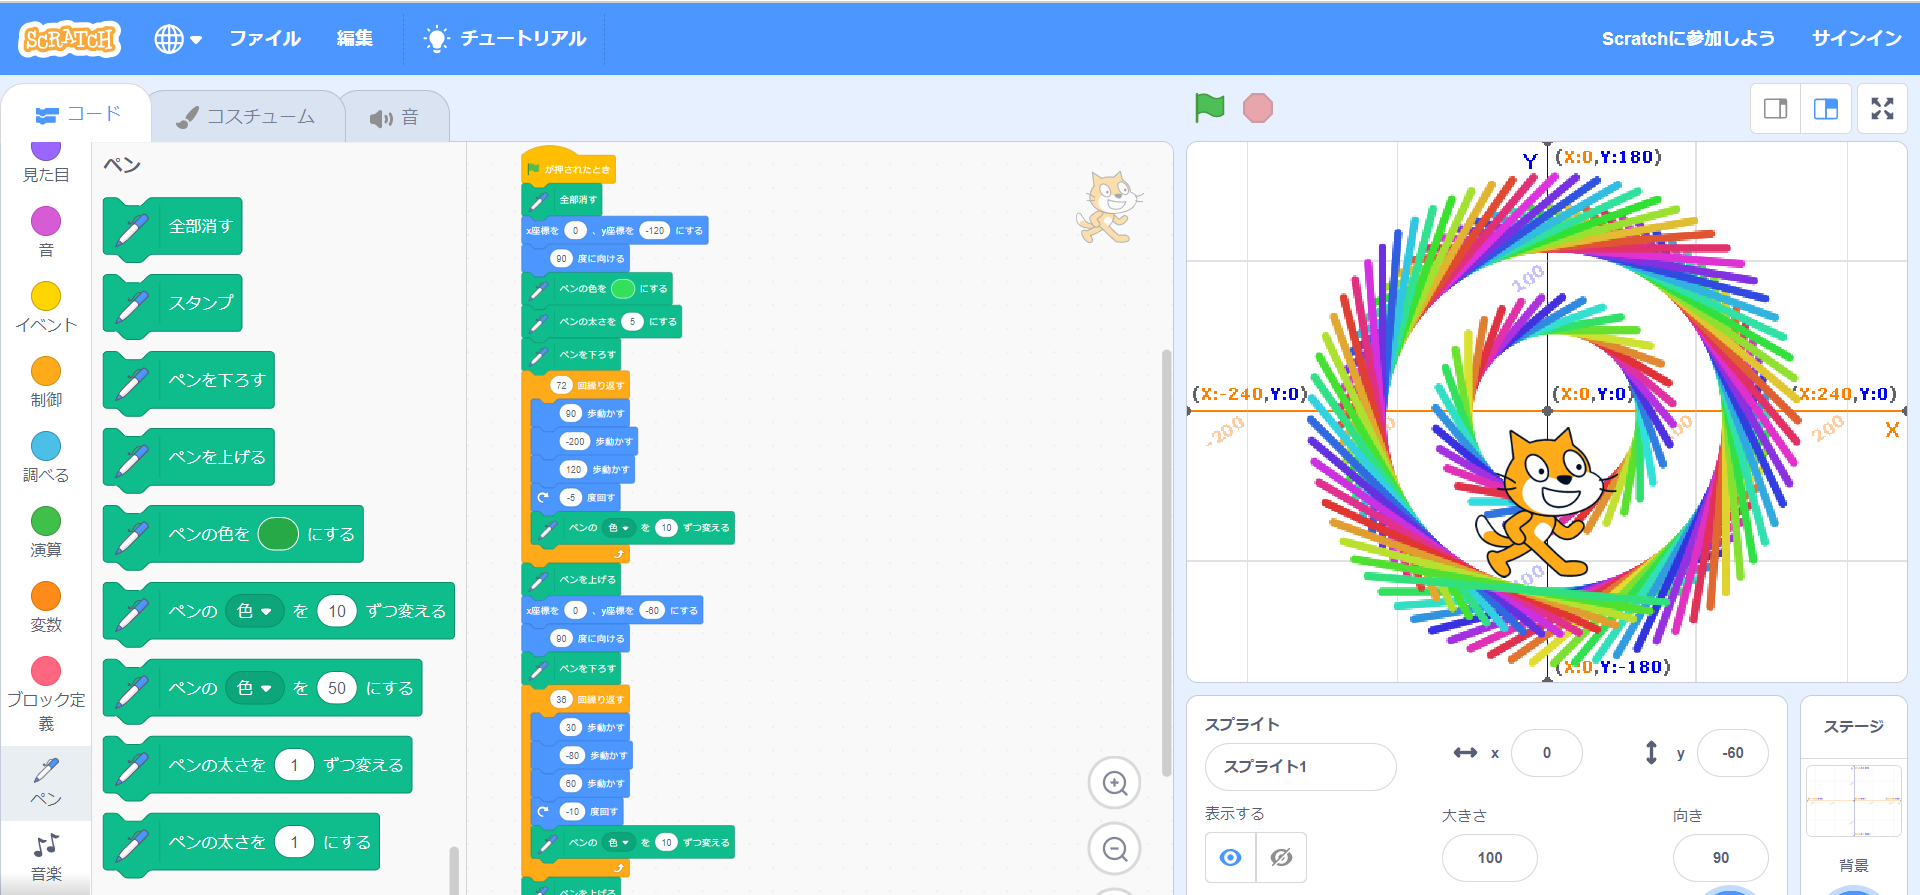 SCRATCH
ファイル
編集
チュートリアル
Scratchに参加しよう
サインイン
コード
コスチューム
音
見た目
音
イベント
制御
調べる
演算
変数
ブロック定
義
ペン
音楽
ペン
全部消す
スタンプ
ペンを下ろす
ペンを上げる
ペンの色を にする
ペンの 色 を 10 ずつ変える
ペンの 色 を 50 にする
ペンの太さを 1 ずつ変える
ペンの太さを 1 にする
が押されたとき
全部消す
x座標を 0 、y座標を -120 にする
90 度に向ける
ペンの色を にする
ペンの太さを 5 にする
ペンを下ろす
72 回繰り返す
90 歩動かす
-200 歩動かす
120 歩動かす
-5 度回す
ペンの 色 を 10 ずつ変える
ペンを上げる
x座標を 0 、y座標を -60 にする
90 度に向ける
ペンを下ろす
36 回繰り返す
30 歩動かす
-80 歩動かす
60 歩動かす
-10 度回す
ペンの 色 を 10 ずつ変える
ペンを上げる
Y
(X:0,Y:180)
100
(X:-240,Y:0)
(X:0,Y:0)
(X:240,Y:0)
-200
200
X
(X:0,Y:-180)
スプライト
スプライト1
x 0
y -60
表示する
大きさ
100
向き
90
ステージ
背景